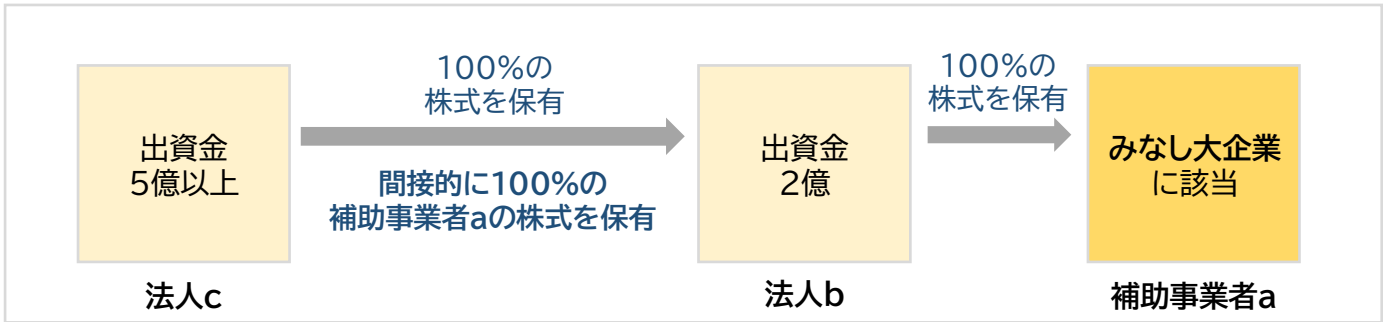 出資金
5億以上
法人c
100%の
株式を保有
間接的に100%の
補助事業者aの株式を保有
出資金
2億
法人b
100%の
株式を保有
みなし大企業
に該当
補助事業者a